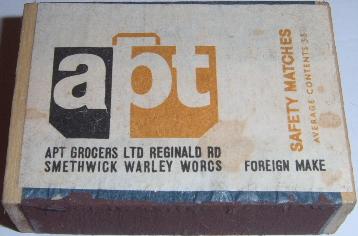 apt
APT GROCERS LTD REGINALD RD
SMETHWICK WARLEY WORCS FOREIGN MAKE
SAFETY MATCHES
AVERAGE CONTENTS 35